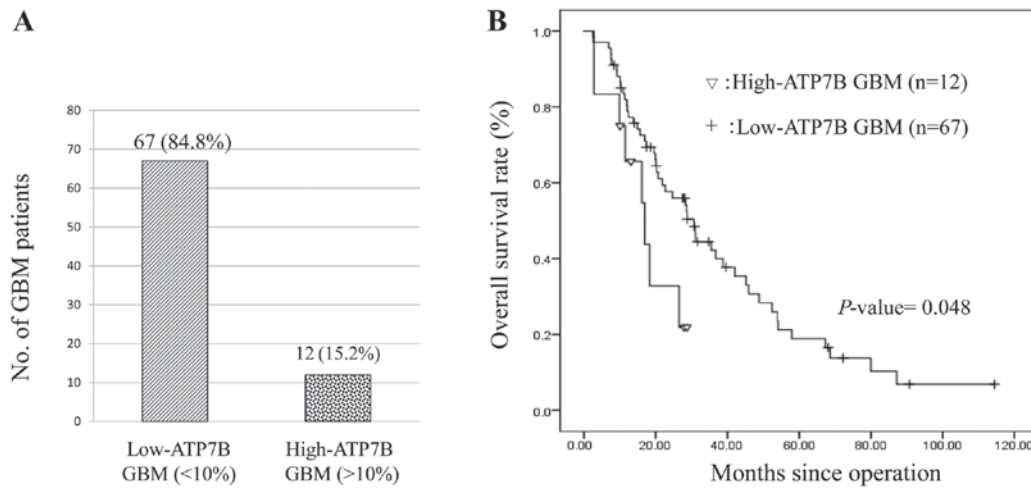 A
No. of GBM patients
80
70
60
50
40
30
20
10
0
67 (84.8%)
12 (15.2%)
Low-ATP7B
GBM (<10%)
High-ATP7B
GBM (>10%)
B
Overall survival rate (%)
1.0
0.8
0.6
0.4
0.2
0.0
▽ :High-ATP7B GBM (n=12)
+ :Low-ATP7B GBM (n=67)
P-value= 0.048
0.00 20.00 40.00 60.00 80.00 100.00 120.00
Months since operation